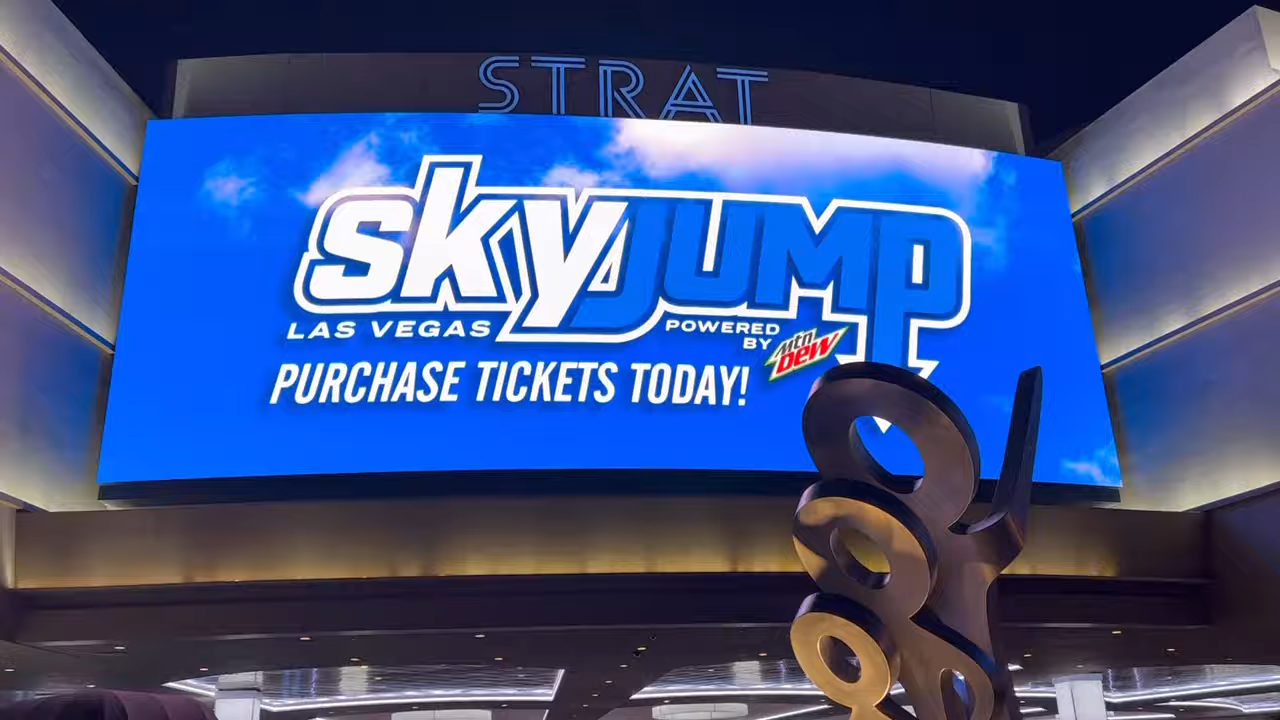 STRAT
skyJUMP
LAS VEGAS
POWERED
BY
Mtn
DEW
PURCHASE TICKETS TODAY!